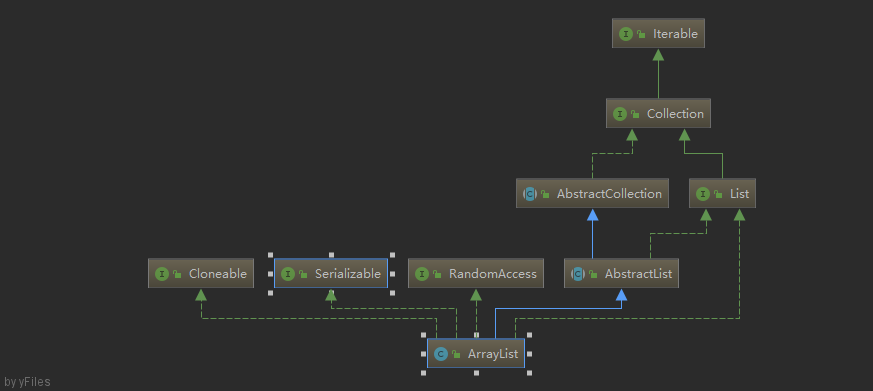 I Iterable
I Collection
C AbstractCollection
I List
I Cloneable
I Serializable
I RandomAccess
C AbstractList
C ArrayList
by yFiles